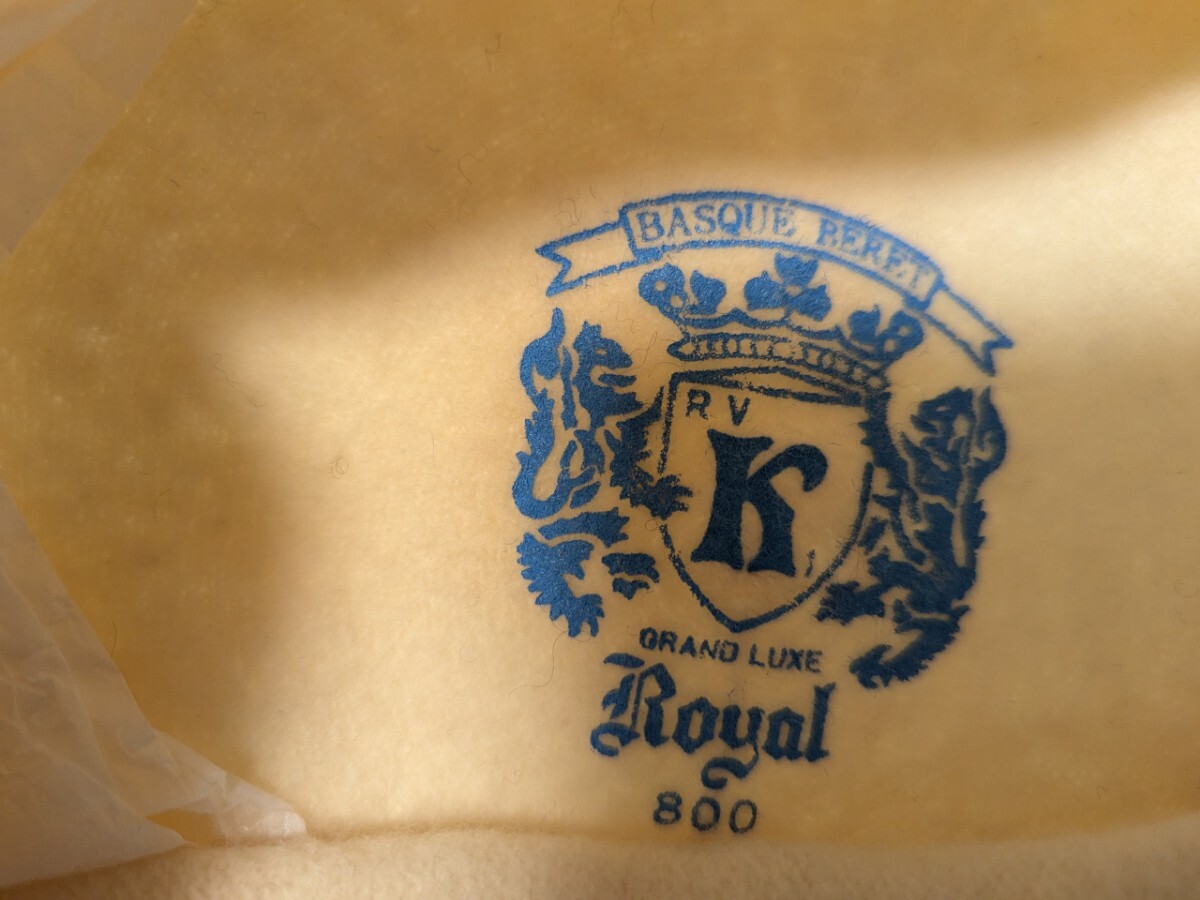 BASQUE BERET
R V
K
GRAND LUXE
Royal
800